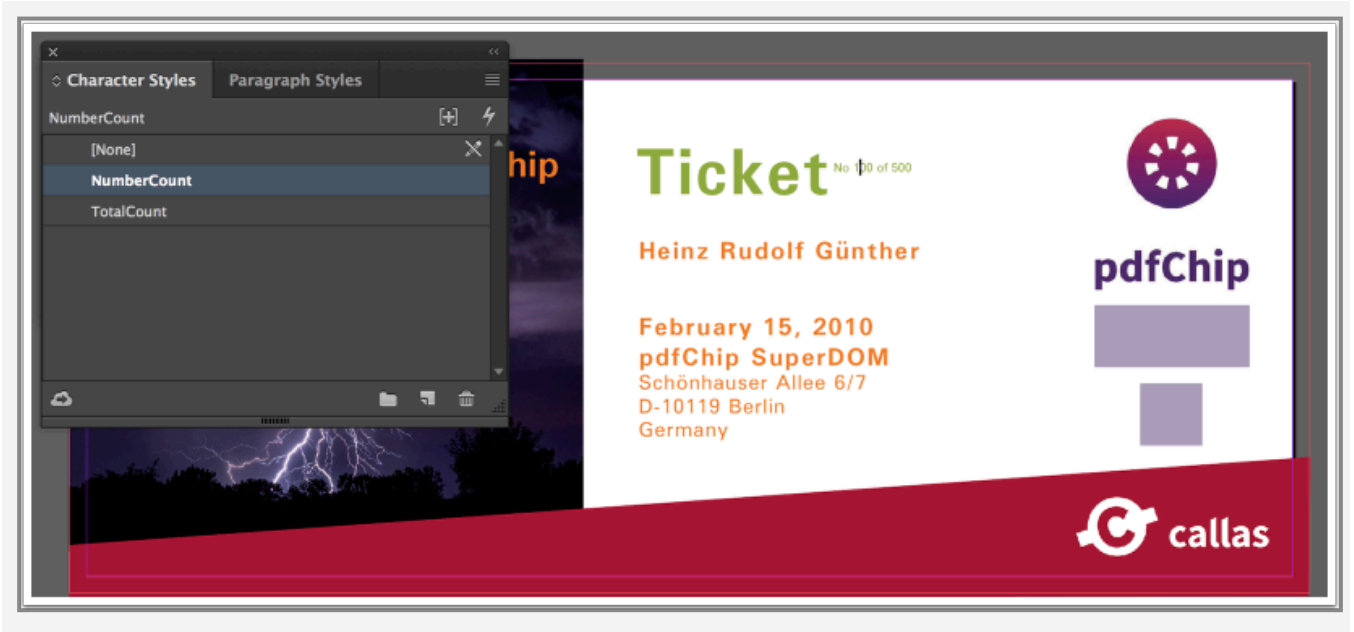 Character Styles
Paragraph Styles
NumberCount
[None]
NumberCount
TotalCount
hip
Ticket No 100 of 500
Heinz Rudolf Günther
February 15, 2010
pdfChip SuperDOM
Schönhauser Allee 6/7
D-10119 Berlin
Germany
pdfChip
callas